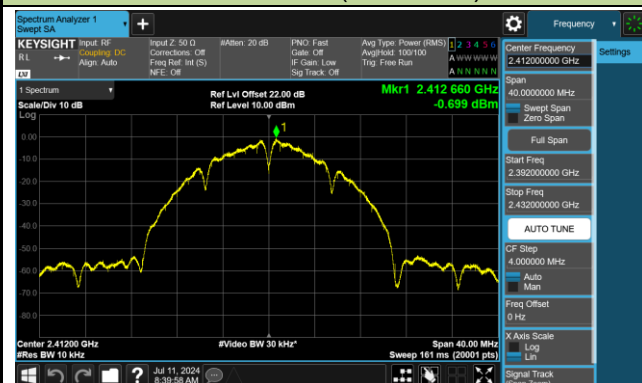 Spectrum Analyzer 1
Swept SA
Frequency
KEYSIGHT
RL
LXI
Input: RF
Coupling: DC
Align: Auto
Input Z: 50 Ω
Corrections: Off
Freq Ref: Int (S)
NFE: Off
#Atten: 20 dB
PNO: Fast
Gate: Off
IF Gain: Low
Sig Track: Off
Avg Type: Power (RMS)
Avg|Hold: 100/100
Trig: Free Run
1 2 3 4 5 6
A W W W W W
A N N N N N
1 Spectrum
Scale/Div 10 dB
Log
Ref Lvl Offset 22.00 dB
Ref Level 10.00 dBm
Mkr1 2.412 660 GHz
-0.699 dBm
1
0.00
-10.0
-20.0
-30.0
-40.0
-50.0
-60.0
-70.0
-80.0
Center 2.41200 GHz
#Res BW 10 kHz
#Video BW 30 kHz*
Span 40.00 MHz
Sweep 161 ms (20001 pts)
Jul 11, 2024
8:39:58 AM
Center Frequency
2.412000000 GHz
Settings
Span
40.0000000 MHz
Swept Span
Zero Span
Full Span
Start Freq
2.392000000 GHz
Stop Freq
2.432000000 GHz
AUTO TUNE
CF Step
4.000000 MHz
Auto
Man
Freq Offset
0 Hz
X Axis Scale
Log
Lin
Signal Track
(Span Zoom)